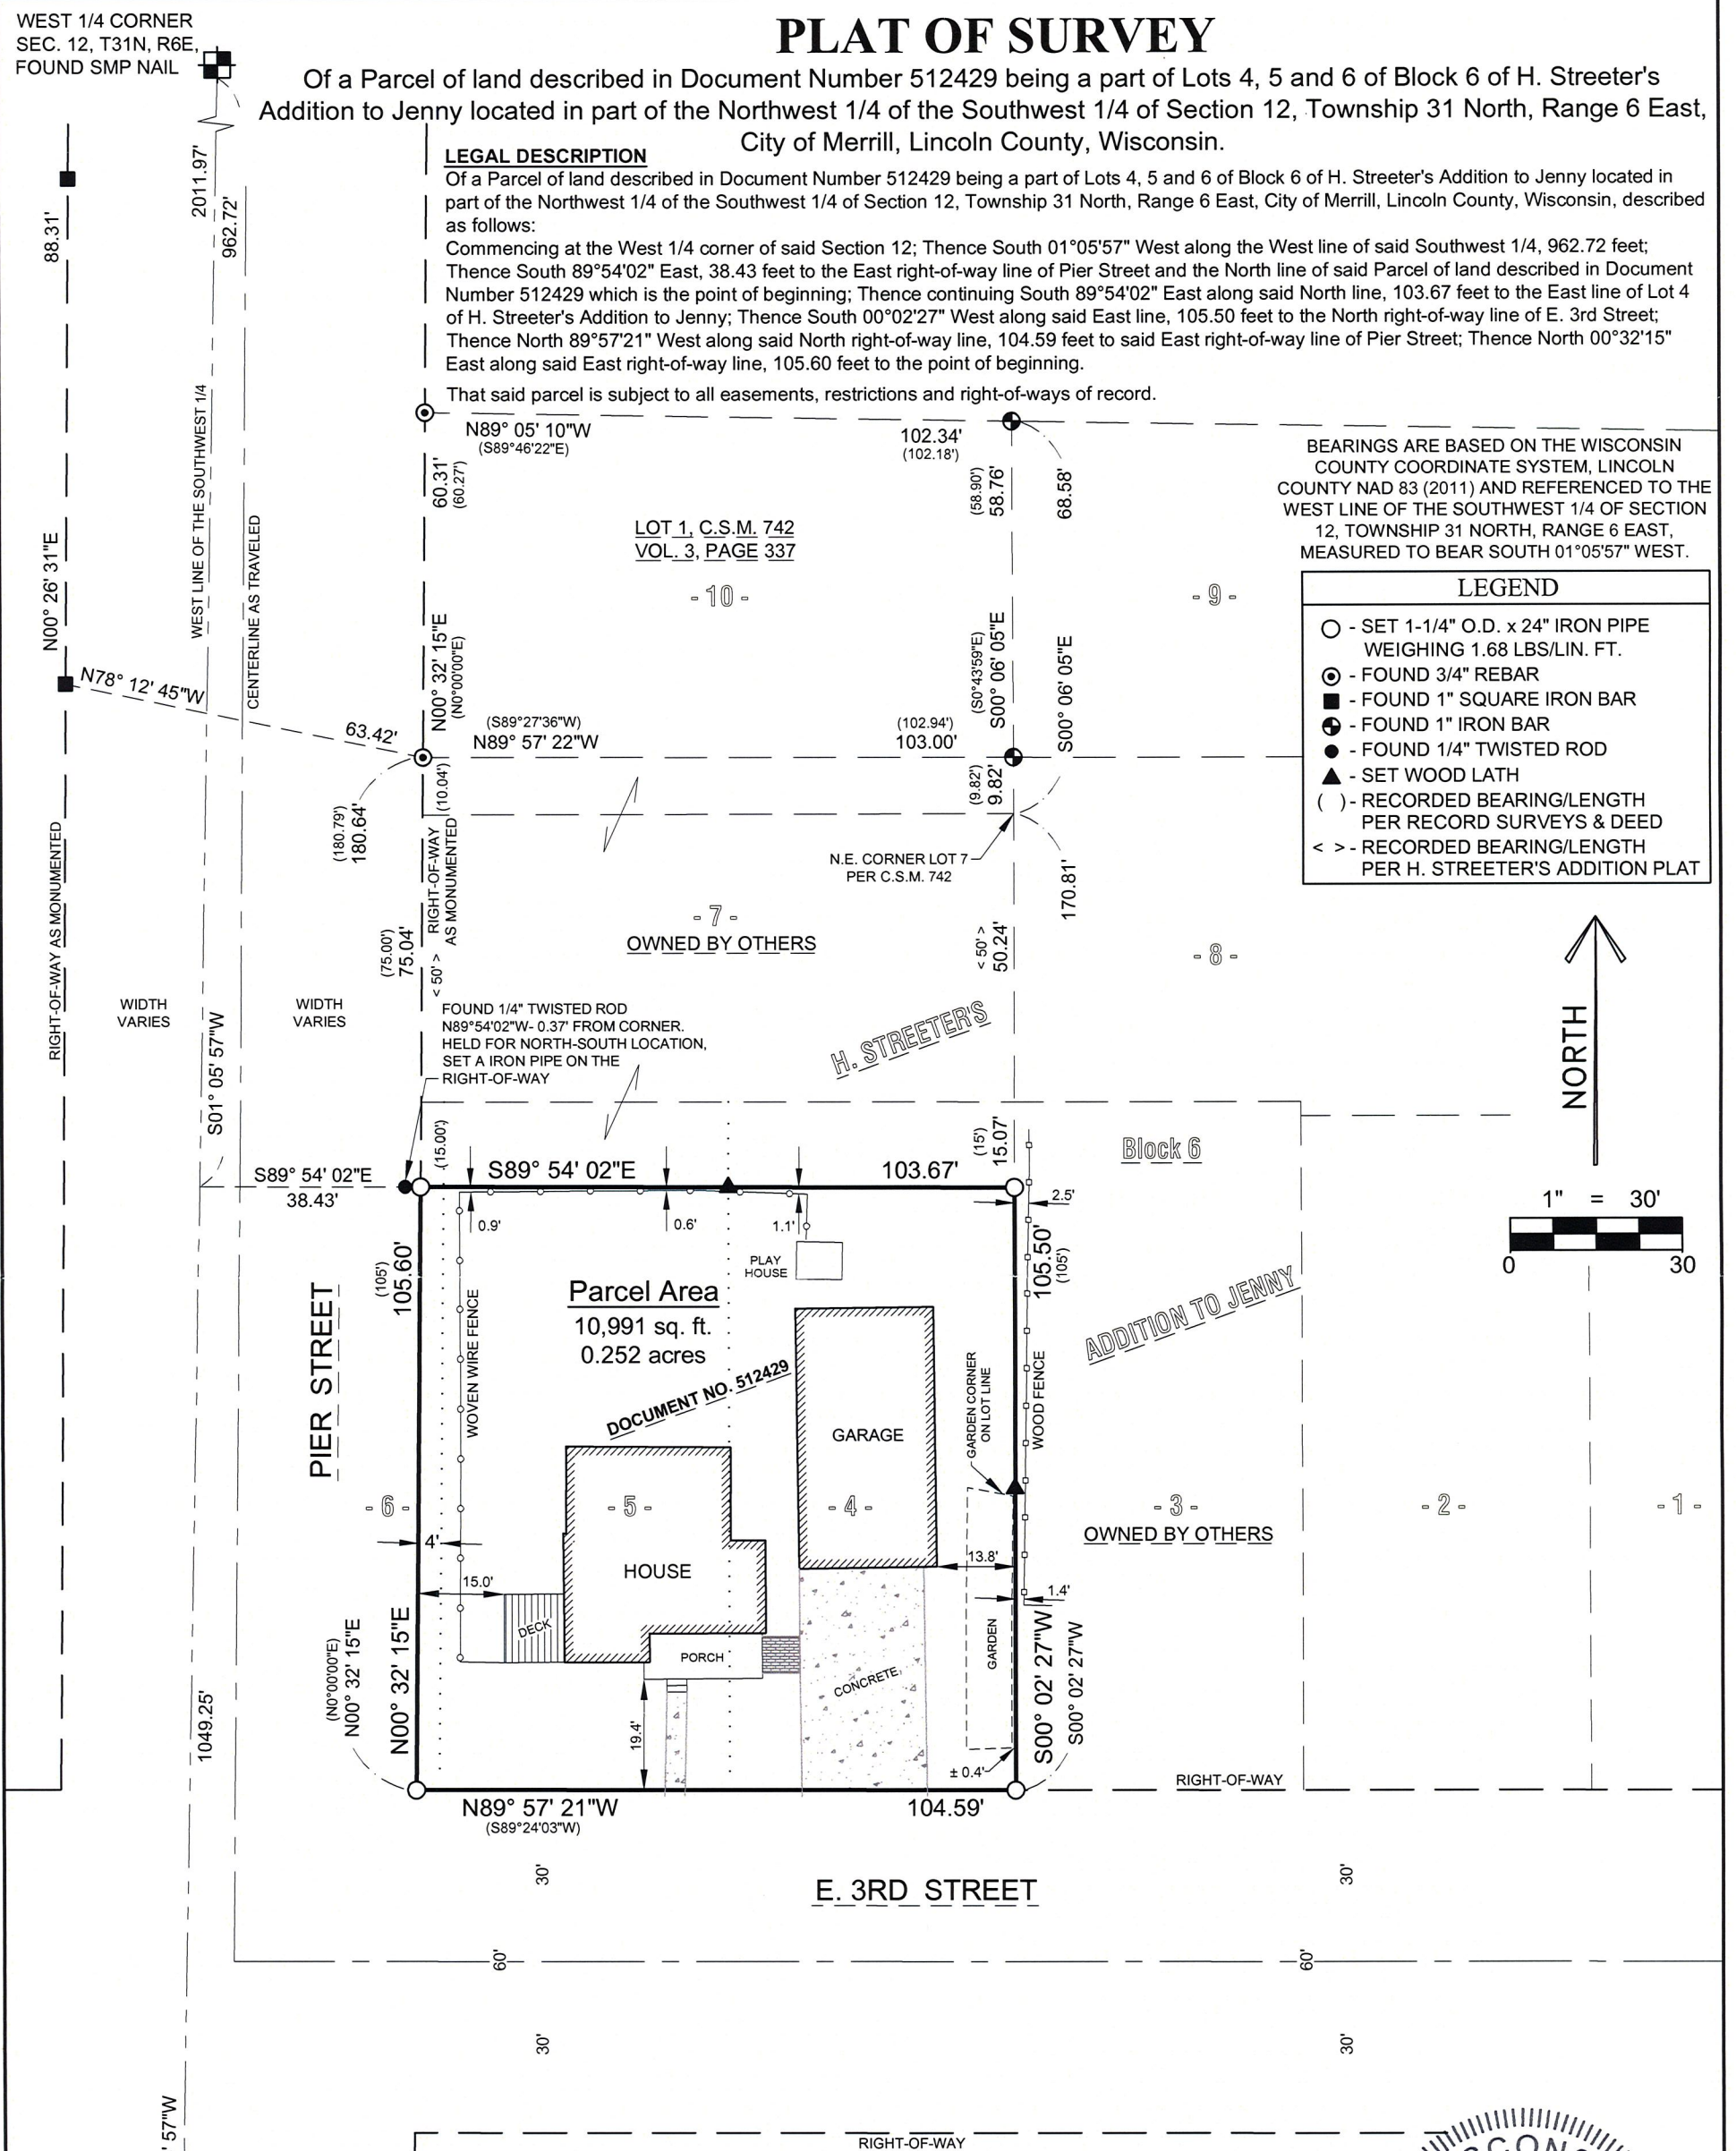 WEST 1/4 CORNER
SEC. 12, T31N, R6E,
FOUND SMP NAIL
PLAT OF SURVEY
Of a Parcel of land described in Document Number 512429 being a part of Lots 4, 5 and 6 of Block 6 of H. Streeter's
Addition to Jenny located in part of the Northwest 1/4 of the Southwest 1/4 of Section 12, Township 31 North, Range 6 East,
City of Merrill, Lincoln County, Wisconsin.
LEGAL DESCRIPTION
Of a Parcel of land described in Document Number 512429 being a part of Lots 4, 5 and 6 of Block 6 of H. Streeter's Addition to Jenny located in
part of the Northwest 1/4 of the Southwest 1/4 of Section 12, Township 31 North, Range 6 East, City of Merrill, Lincoln County, Wisconsin, described
as follows:
Commencing at the West 1/4 corner of said Section 12; Thence South 01°05'57" West along the West line of said Southwest 1/4, 962.72 feet;
Thence South 89°54'02" East, 38.43 feet to the East right-of-way line of Pier Street and the North line of said Parcel of land described in Document
Number 512429 which is the point of beginning; Thence continuing South 89°54'02" East along said North line, 103.67 feet to the East line of Lot 4
of H. Streeter's Addition to Jenny; Thence South 00°02'27" West along said East line, 105.50 feet to the North right-of-way line of E. 3rd Street;
Thence North 89°57'21" West along said North right-of-way line, 104.59 feet to said East right-of-way line of Pier Street; Thence North 00°32'15"
East along said East right-of-way line, 105.60 feet to the point of beginning.
That said parcel is subject to all easements, restrictions and right-of-ways of record.
88.31'
2011.97'
962.72'
N00° 26' 31"E
WEST LINE OF THE SOUTHWEST 1/4
CENTERLINE AS TRAVELED
N89° 05' 10"W
(S89°46'22"E)
102.34'
(102.18')
60.31'
(60.27')
(58.90')
58.76'
68.58'
LOT 1, C.S.M. 742
VOL. 3, PAGE 337
- 10 -
- 9 -
BEARINGS ARE BASED ON THE WISCONSIN
COUNTY COORDINATE SYSTEM, LINCOLN
COUNTY NAD 83 (2011) AND REFERENCED TO THE
WEST LINE OF THE SOUTHWEST 1/4 OF SECTION
12, TOWNSHIP 31 NORTH, RANGE 6 EAST,
MEASURED TO BEAR SOUTH 01°05'57" WEST.
LEGEND
- SET 1-1/4" O.D. x 24" IRON PIPE
WEIGHING 1.68 LBS/LIN. FT.
- FOUND 3/4" REBAR
- FOUND 1" SQUARE IRON BAR
- FOUND 1" IRON BAR
- FOUND 1/4" TWISTED ROD
- SET WOOD LATH
( ) - RECORDED BEARING/LENGTH
PER RECORD SURVEYS & DEED
< > - RECORDED BEARING/LENGTH
PER H. STREETER'S ADDITION PLAT
N00° 32' 15"E
(N0°00'00"E)
(S0°43'59"E)
S00° 06' 05"E
S00° 06' 05"E
N78° 12' 45"W
63.42'
(S89°27'36"W)
N89° 57' 22"W
(102.94')
103.00'
(180.79')
180.64'
(10.04')
(9.82')
9.82'
N.E. CORNER LOT 7
PER C.S.M. 742
170.81'
RIGHT-OF-WAY
AS MONUMENTED
RIGHT-OF-WAY AS MONUMENTED
- 7 -
OWNED BY OTHERS
(75.00')
75.04'
< 50' >
< 50' >
50.24'
- 8 -
WIDTH
VARIES
WIDTH
VARIES
S01° 05' 57"W
FOUND 1/4" TWISTED ROD
N89°54'02"W- 0.37' FROM CORNER.
HELD FOR NORTH-SOUTH LOCATION,
SET A IRON PIPE ON THE
RIGHT-OF-WAY
H. STREETER'S
NORTH
(15.00')
(15')
15.07'
Block 6
S89° 54' 02"E
38.43'
S89° 54' 02"E
103.67'
2.5'
0.9'
0.6'
1.1'
1" = 30'
0
30
PLAY
HOUSE
(105')
105.60'
105.50'
(105')
Parcel Area
10,991 sq. ft.
0.252 acres
ADDITION TO JENNY
PIER STREET
WOVEN WIRE FENCE
DOCUMENT NO. 512429
GARAGE
GARDEN CORNER
ON LOT LINE
WOOD FENCE
- 6 -
- 5 -
- 4 -
- 3 -
- 2 -
- 1 -
OWNED BY OTHERS
4'
HOUSE
13.8'
15.0'
1.4'
DECK
PORCH
CONCRETE
GARDEN
(N0°00'00"E)
N00° 32' 15"E
N00° 32' 15"E
S00° 02' 27"W
S00° 02' 27"W
1049.25'
19.4'
± 0.4'
RIGHT-OF-WAY
N89° 57' 21"W
(S89°24'03"W)
104.59'
30'
30'
E. 3RD STREET
60'
60'
30'
30'
' 57"W
RIGHT-OF-WAY